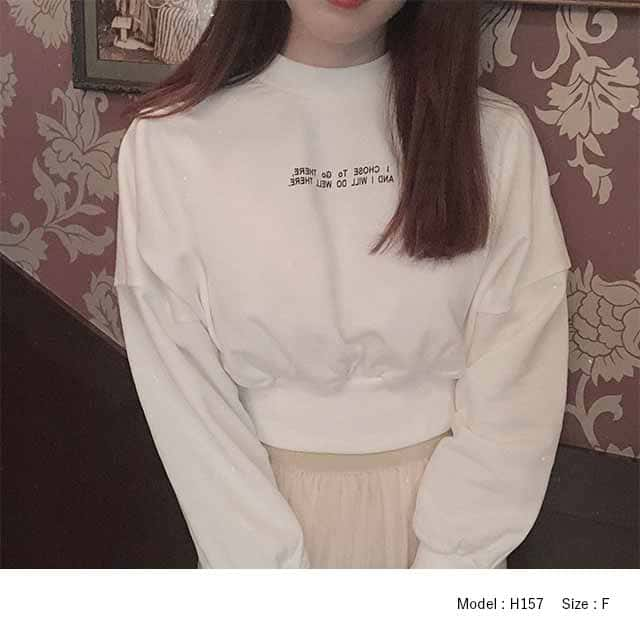 I CHOSE To Go THERE.
AND I WILL DO WELL THERE.
Model : H157 Size : F